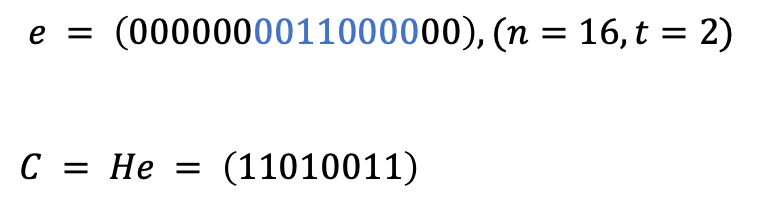 e = (0000000011000000), (n = 16, t = 2)
C = He = (11010011)